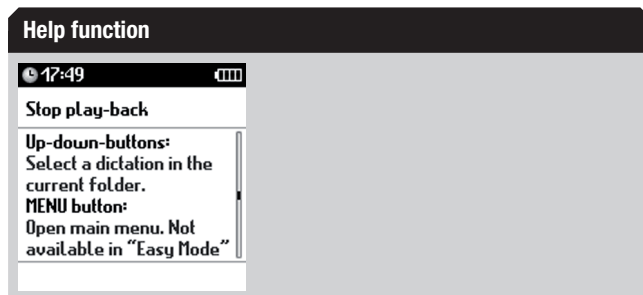 Help function
17:49
Stop play-back
Up-down-buttons:
Select a dictation in the
current folder.
MENU button:
Open main menu. Not
available in “Easy Mode”